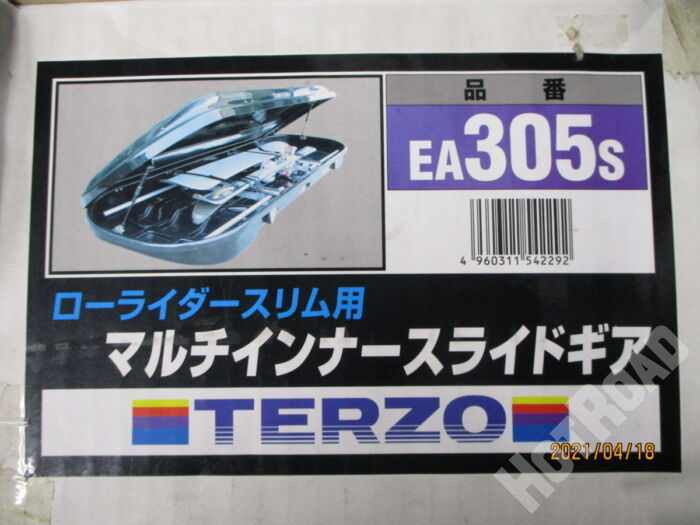 品番
EA305S
4 960311 542292
ローライダースリム用
マルチインナースライドギア
TERZO
HOTROAD
2021/04/18